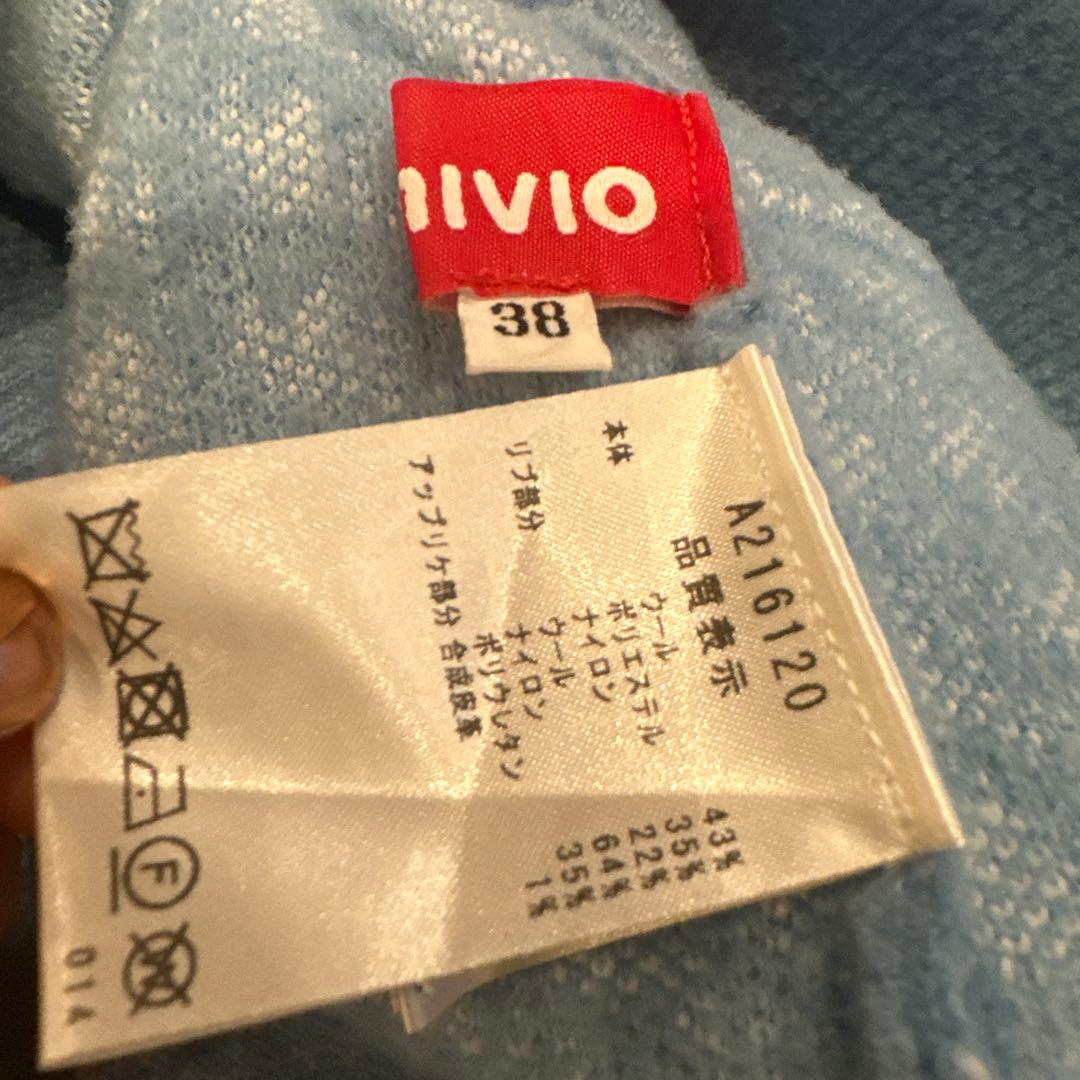 nIVIO
38
A216120
品質表示
本体
ウール 43%
ポリエステル 35%
ナイロン 22%
リブ部分
ウール 64%
ナイロン 35%
ポリウレタン 1%
アップリケ部分 合成皮革
F
W
014